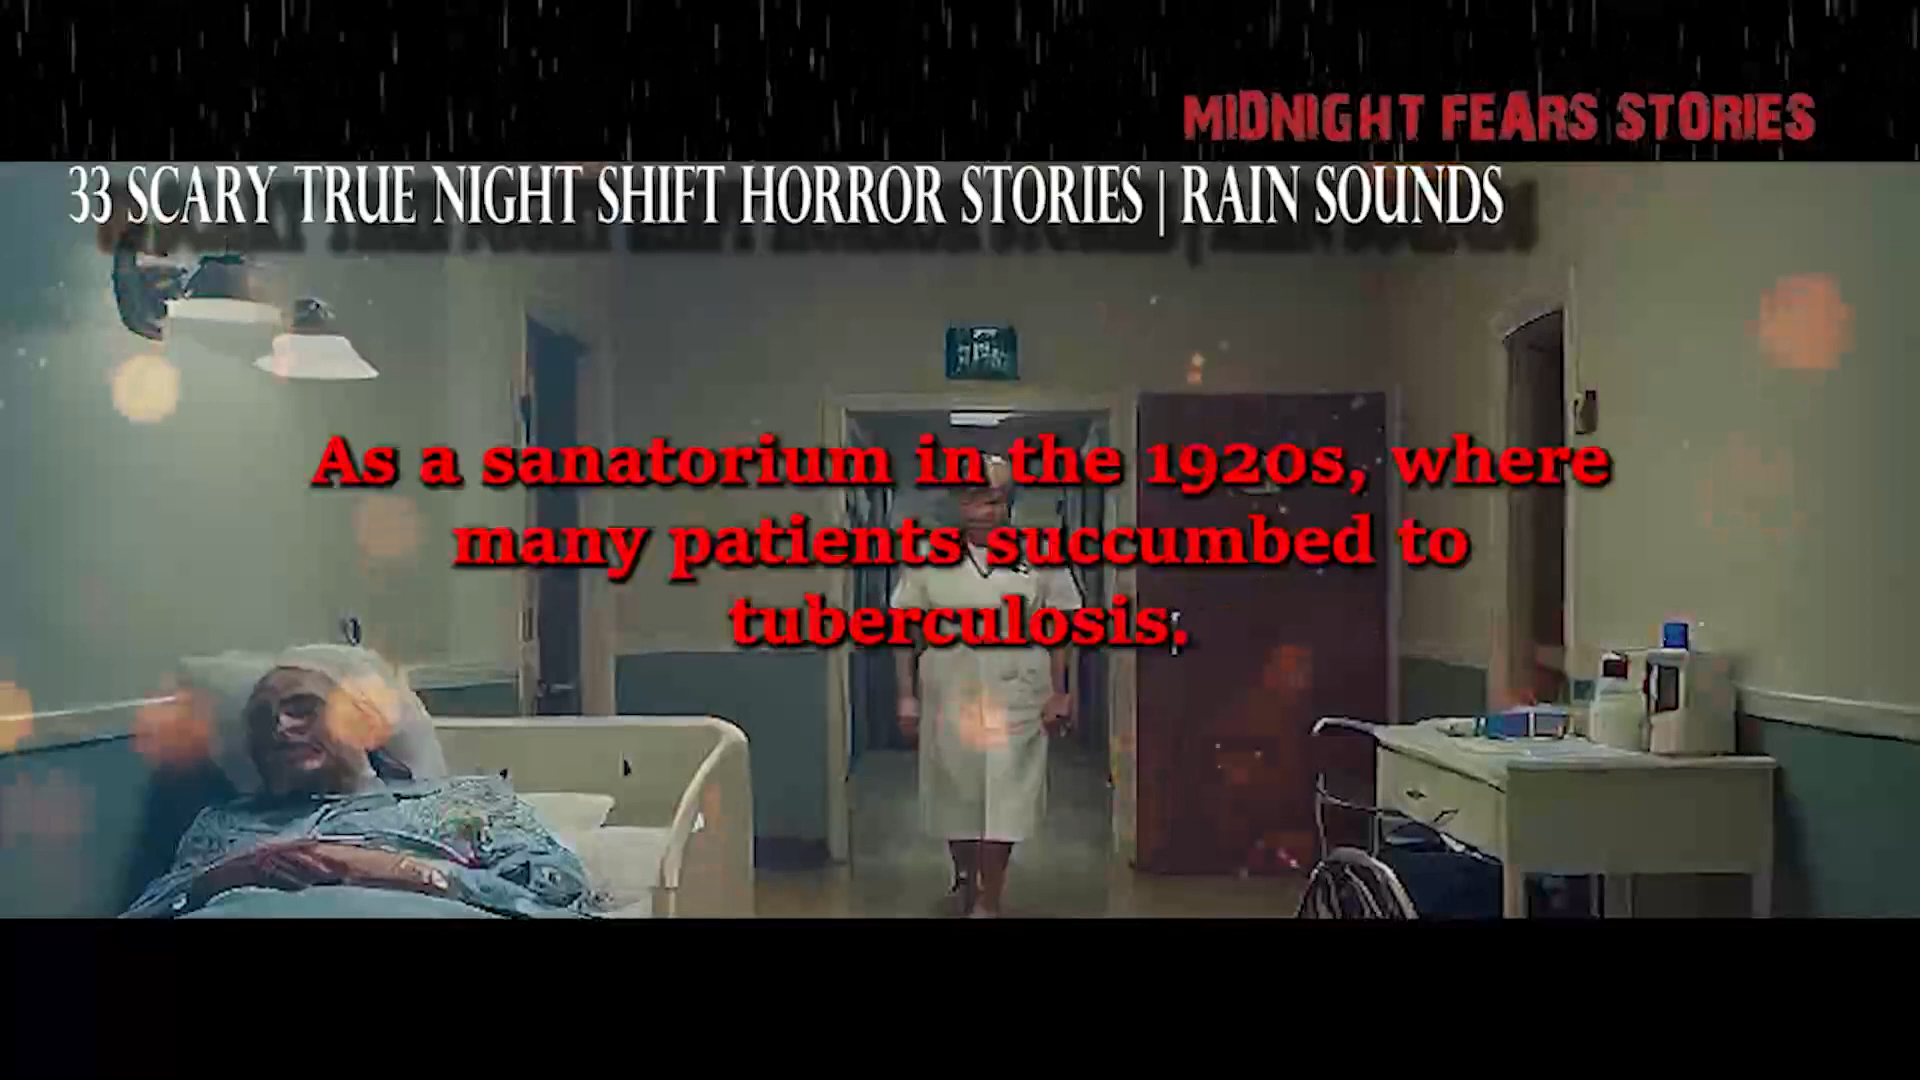 MIDNIGHT FEARS STORIES
33 SCARY TRUE NIGHT SHIFT HORROR STORIES | RAIN SOUNDS
As a sanatorium in the 1920s, where
many patients succumbed to
tuberculosis.